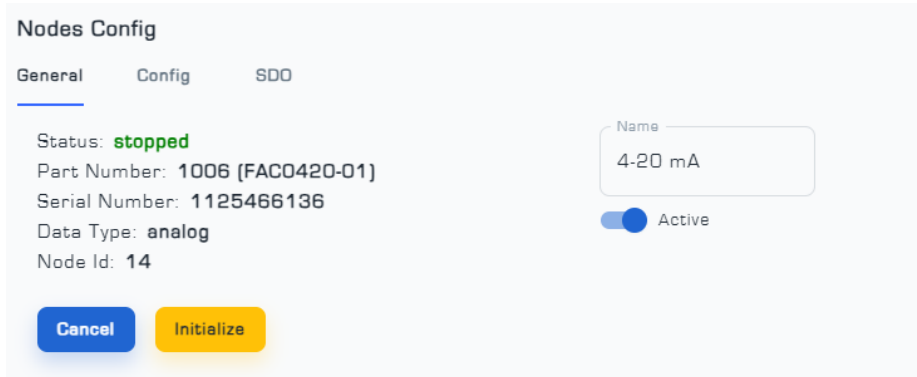 Nodes Config
General Config SDO
Status: stopped
Part Number: 1006 (FAC0420-01)
Serial Number: 1125466136
Data Type: analog
Node Id: 14
Name
4-20 mA
Active
Cancel Initialize